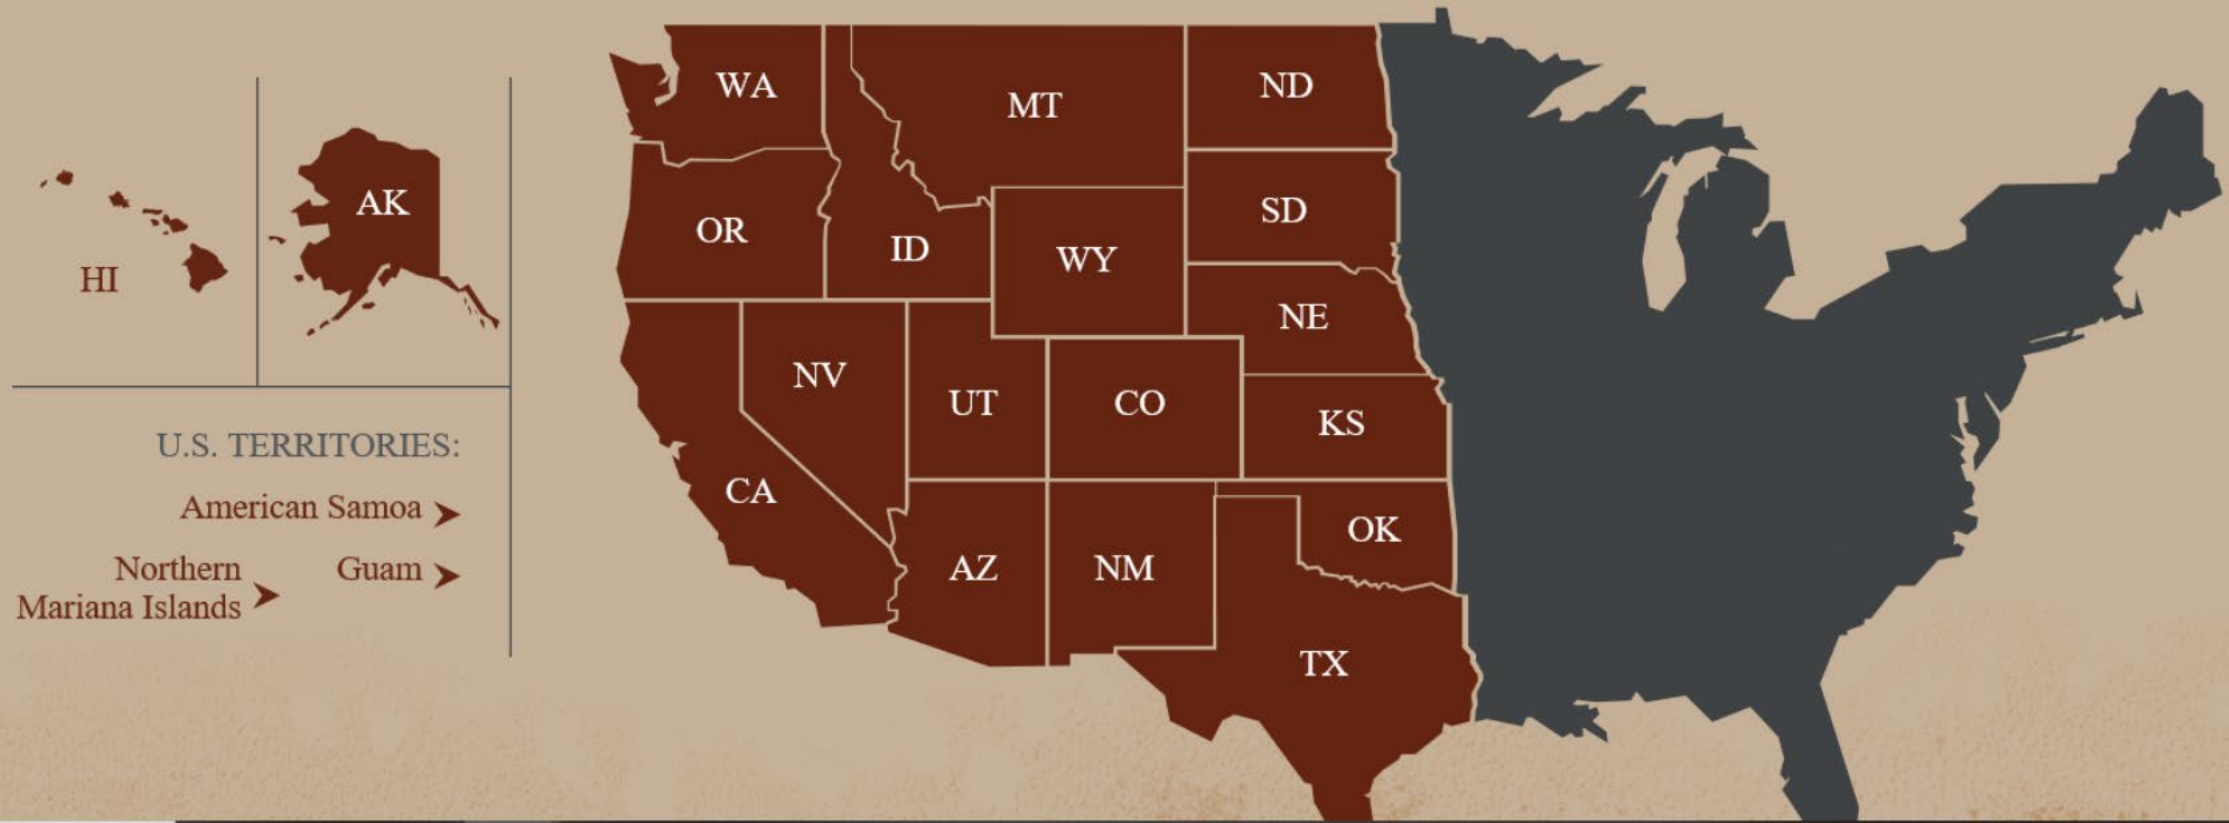 HI
AK
U.S. TERRITORIES:
American Samoa
Northern
Mariana Islands
Guam
WA
MT
ND
OR
ID
WY
SD
NE
NV
UT
CO
KS
CA
AZ
NM
OK
TX